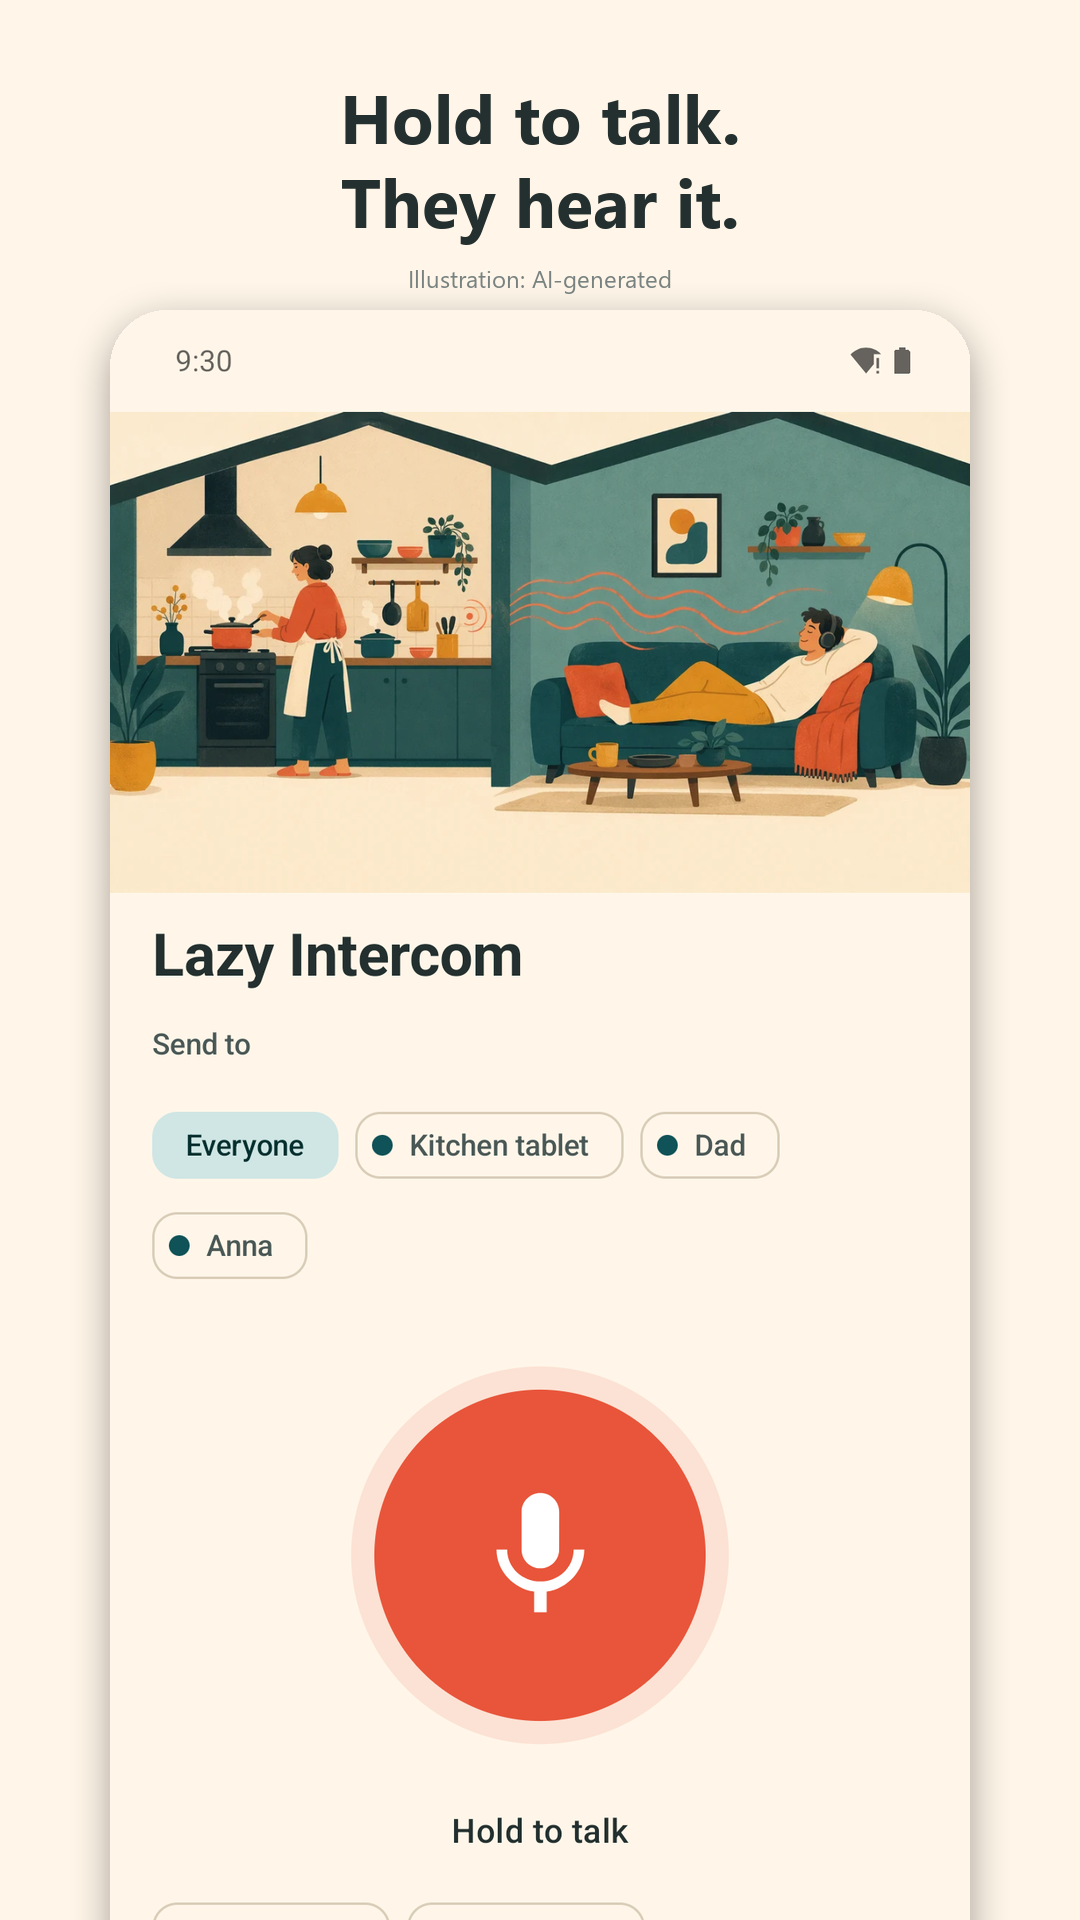 Hold to talk.
They hear it.
Illustration: AI-generated
9:30
Lazy Intercom
Send to
Everyone
Kitchen tablet
Dad
Anna
Hold to talk